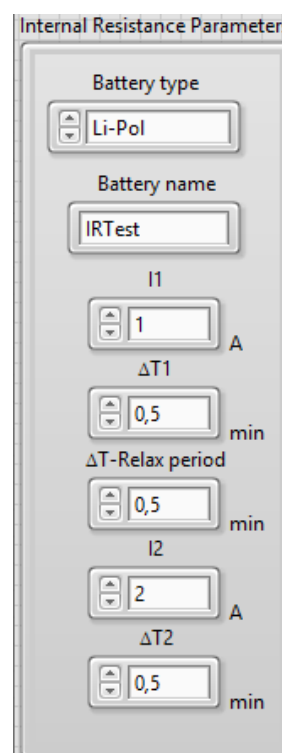 Internal Resistance Parameter
Battery type
Li-Pol
Battery name
IRTest
I1
1
A
ΔT1
0,5
min
ΔT-Relax period
0,5
min
I2
2
A
ΔT2
0,5
min